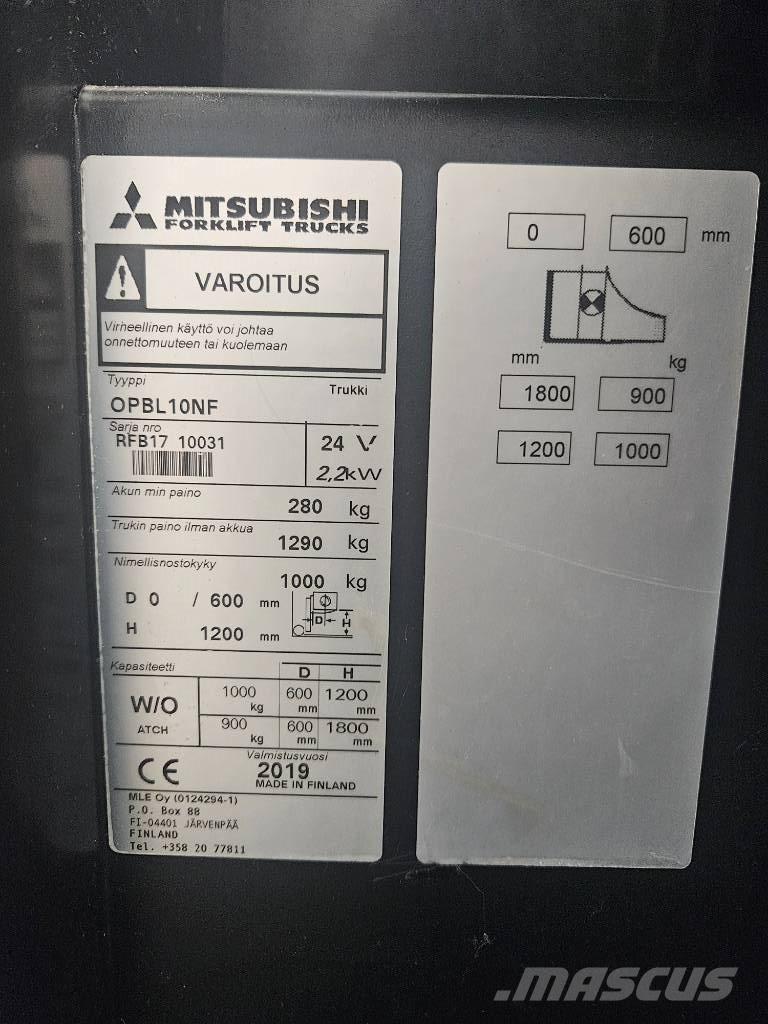 MITSUBISHI
FORKLIFT TRUCKS
VAROITUS
Virheellinen käyttö voi johtaa
onnettomuuteen tai kuolemaan
Tyyppi Trukki
OPBL10NF
Sarja nro
RFB17 10031 24 V
2,2kW
Akun min paino
280 kg
Trukin paino ilman akkua
1290 kg
Nimellisnostokyky
1000 kg
D 0 / 600 mm
H 1200 mm
D H
Kapasiteetti D H
W/O 1000 kg 600 mm 1200 mm
ATCH 900 kg 600 mm 1800 mm
Valmistusvuosi
CE 2019
MADE IN FINLAND
MLE Oy (0124294-1)
P.O. Box 88
FI-04401 JÄRVENPÄÄ
FINLAND
Tel. +358 20 77811
0 600 mm
mm kg
1800 900
1200 1000
MASCUS